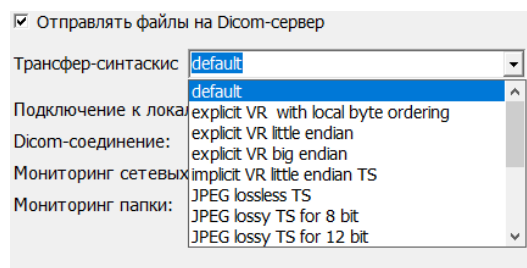 Отправлять файлы на Dicom-сервер
Трансфер-синтаскис default
default
Подключение к лока
explicit VR with local byte ordering
explicit VR little endian
Dicom-соединение:
explicit VR big endian
Мониторинг сетевых
implicit VR little endian TS
JPEG lossless TS
Мониторинг папки:
JPEG lossy TS for 8 bit
JPEG lossy TS for 12 bit